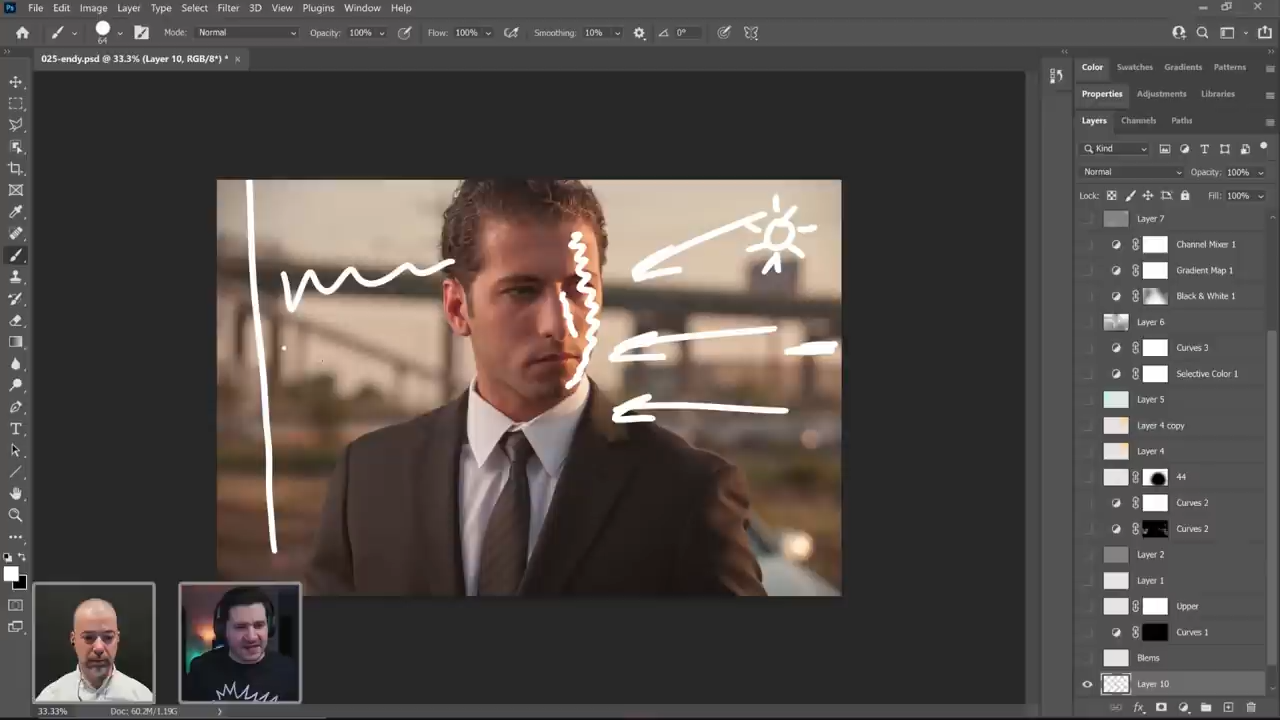 Ps File Edit Image Layer Type Select Filter 3D View Plugins Window Help
64 Mode: Normal Opacity: 100% Flow: 100% Smoothing: 10% 0°
025-endy.psd @ 33.3% (Layer 10, RGB/8*) *
Color Swatches Gradients Patterns
Properties Adjustments Libraries
Layers Channels Paths
Kind
Normal Opacity: 100%
Lock: Fill: 100%
Layer 7
Channel Mixer 1
Gradient Map 1
Black & White 1
Layer 6
Curves 3
Selective Color 1
Layer 5
Layer 4 copy
Layer 4
44
Curves 2
Curves 2
Layer 2
Layer 1
Upper
Curves 1
Blems
Layer 10
33.33% Doc: 60.2M/1.19G